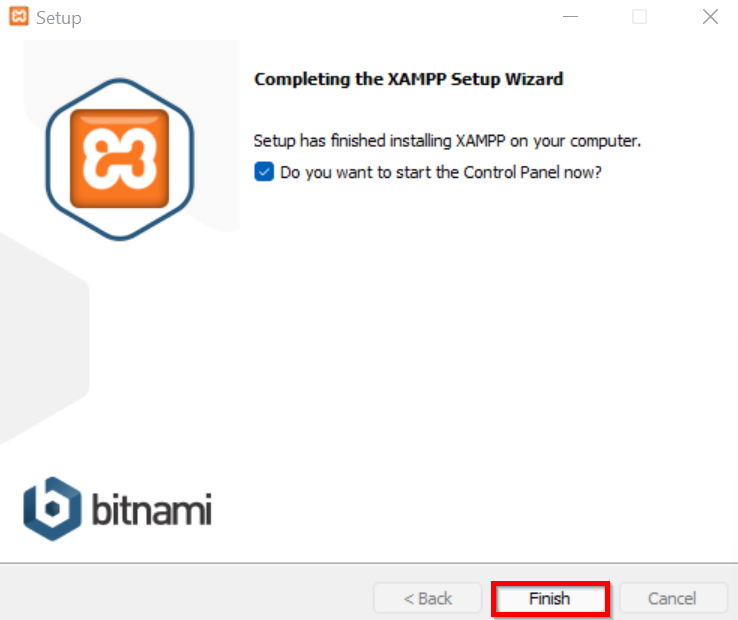 Setup
Completing the XAMPP Setup Wizard
Setup has finished installing XAMPP on your computer.
Do you want to start the Control Panel now?
bitnami
< Back
Finish
Cancel